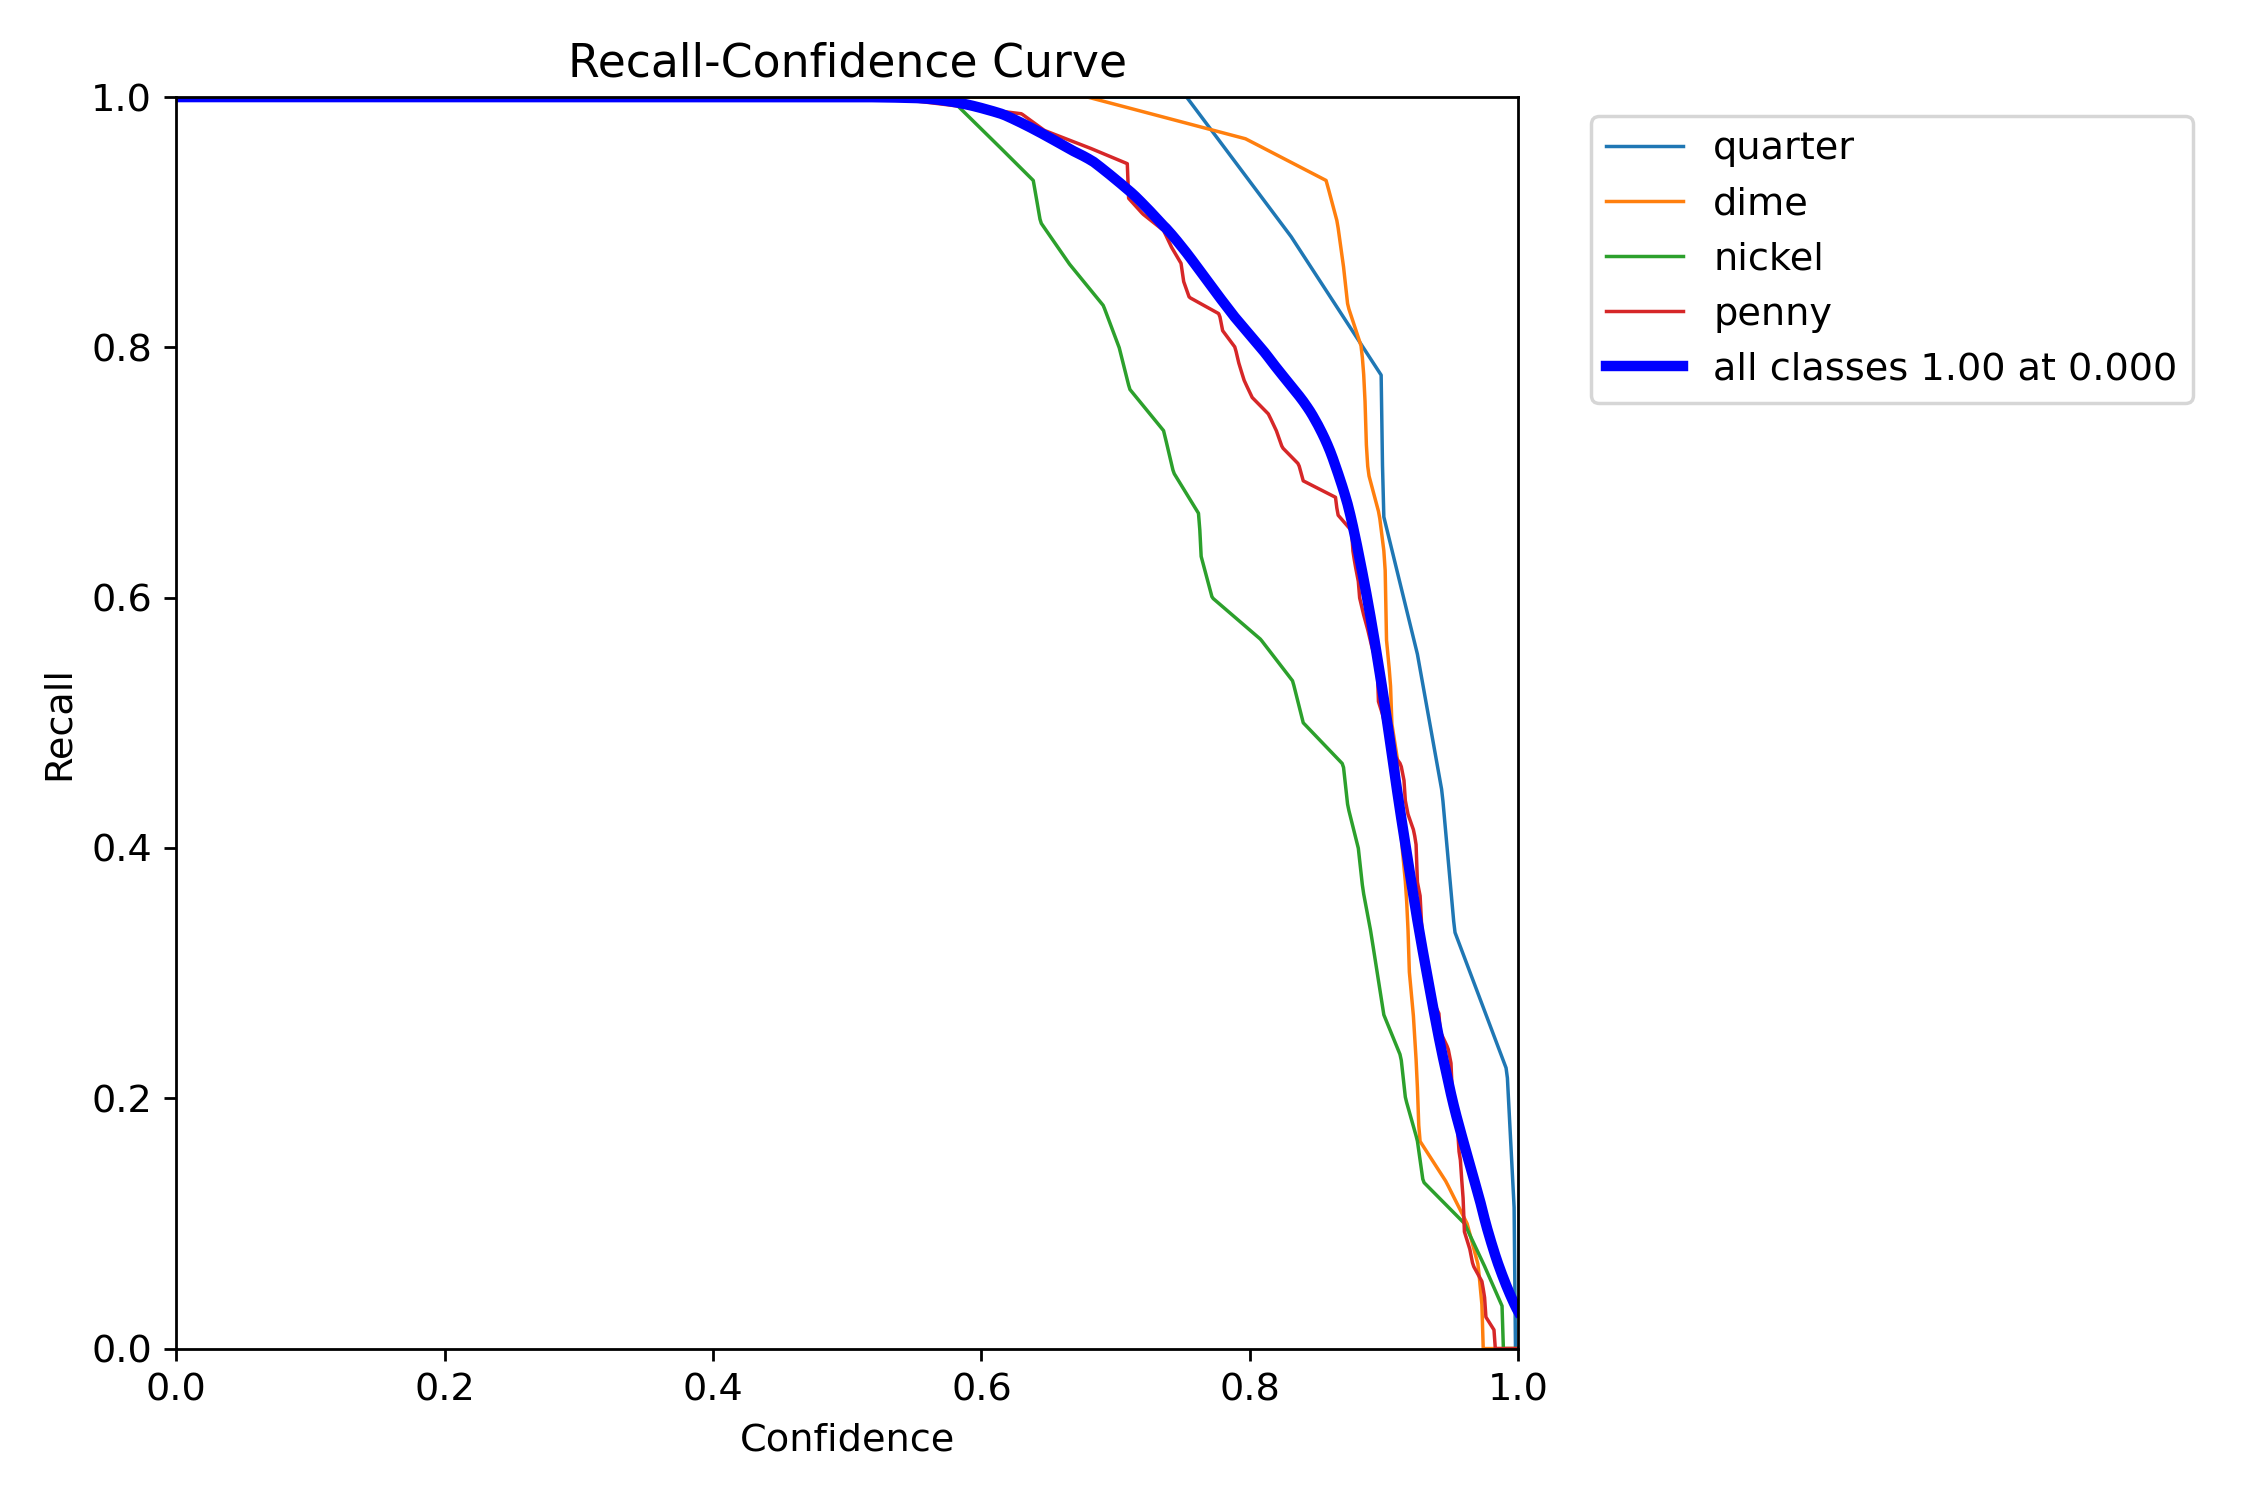 Recall-Confidence Curve
1.0
0.8
0.6
0.4
0.2
0.0
Recall
0.0 0.2 0.4 0.6 0.8 1.0
Confidence
quarter
dime
nickel
penny
all classes 1.00 at 0.000